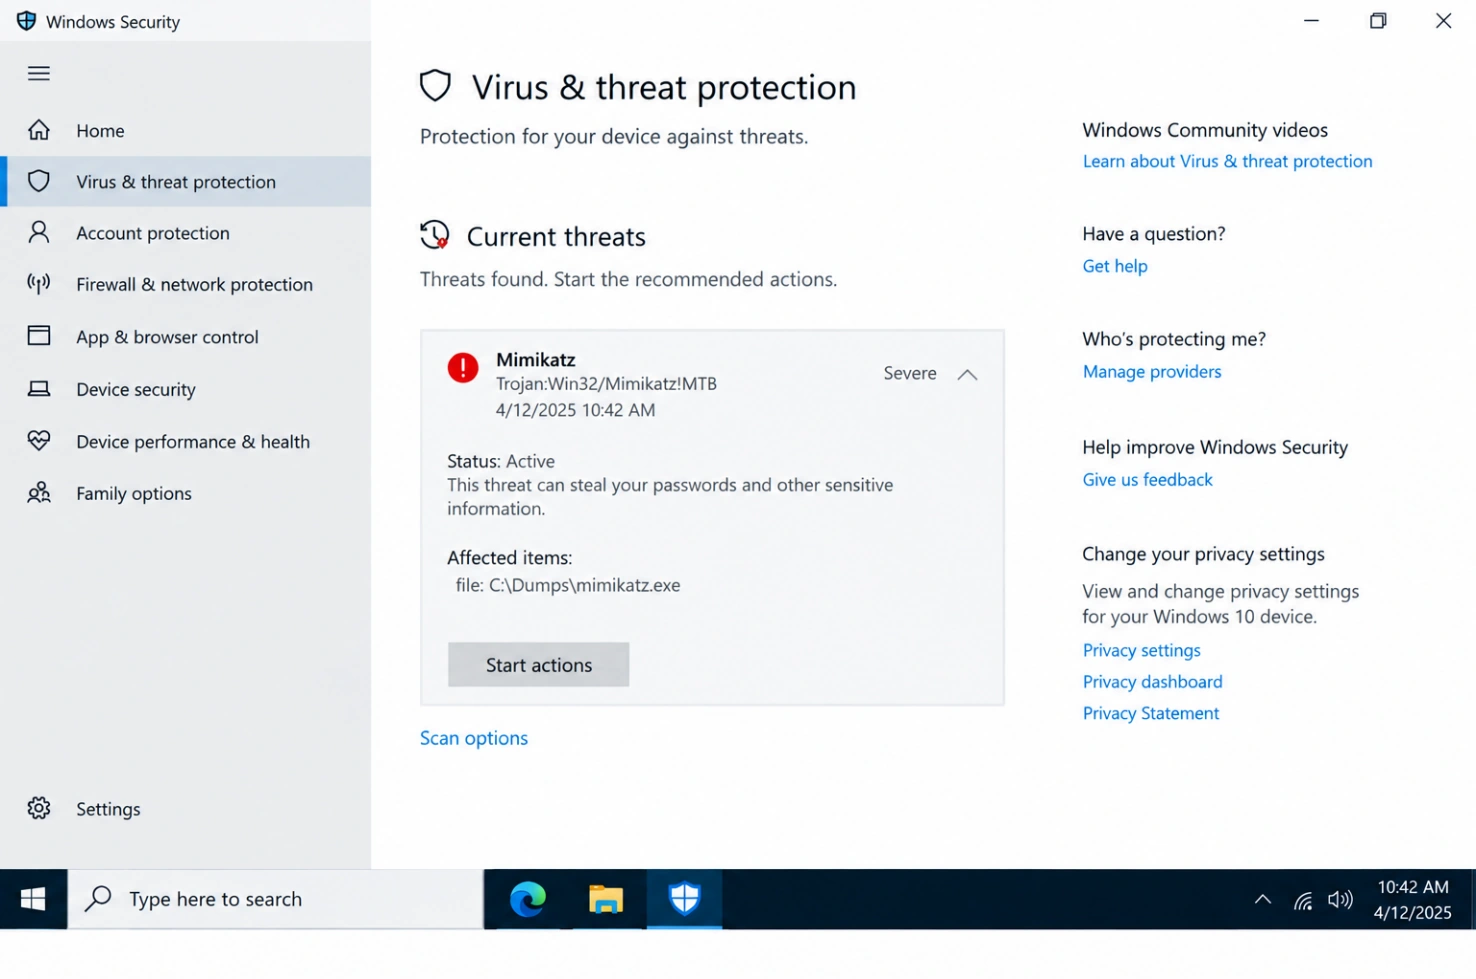 Windows Security
Home
Virus & threat protection
Account protection
Firewall & network protection
App & browser control
Device security
Device performance & health
Family options
Settings
Virus & threat protection
Protection for your device against threats.
Current threats
Threats found. Start the recommended actions.
Mimikatz
Trojan:Win32/Mimikatz!MTB
4/12/2025 10:42 AM
Severe
Status: Active
This threat can steal your passwords and other sensitive
information.
Affected items:
file: C:\Dumps\mimikatz.exe
Start actions
Scan options
Windows Community videos
Learn about Virus & threat protection
Have a question?
Get help
Who's protecting me?
Manage providers
Help improve Windows Security
Give us feedback
Change your privacy settings
View and change privacy settings
for your Windows 10 device.
Privacy settings
Privacy dashboard
Privacy Statement
Type here to search
10:42 AM
4/12/2025